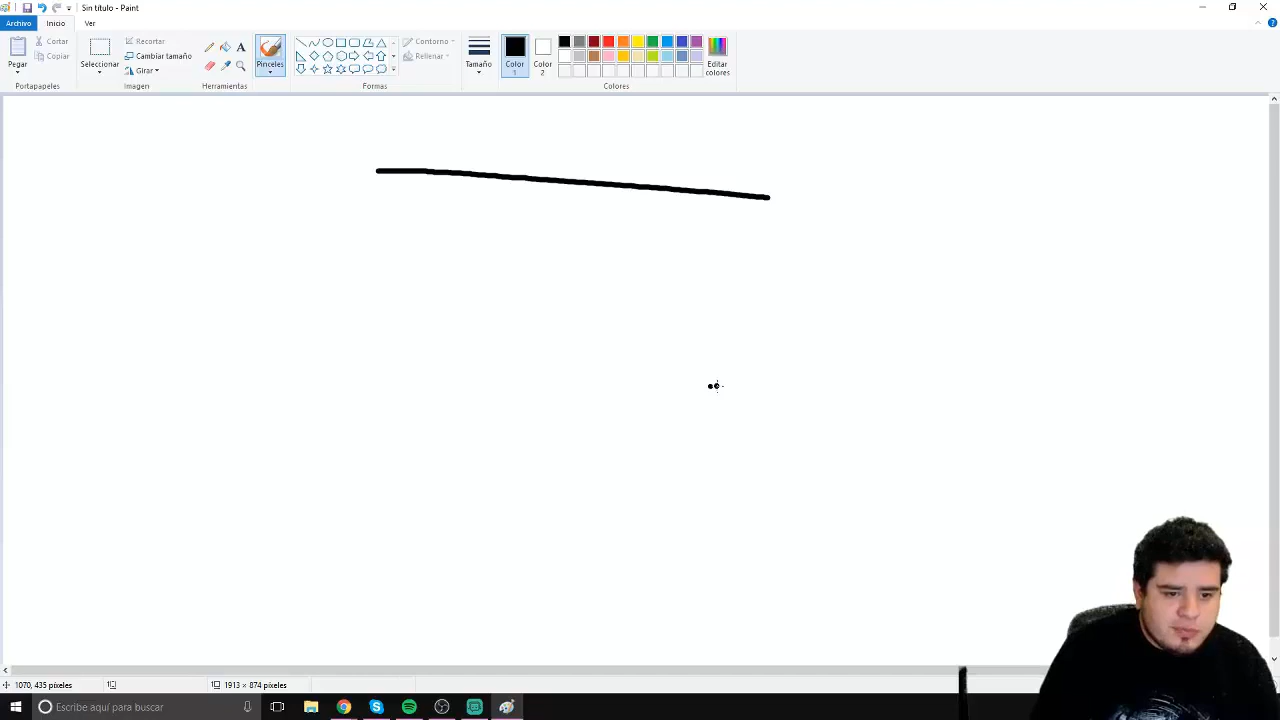 Sin título - Paint
Archivo Inicio Ver
Pegar
Cortar
Copiar
Portapapeles
Seleccionar
Recortar
Cambiar tamaño
Girar
Imagen
A
Herramientas
Pinceles
Contorno
Rellenar
Formas
Tamaño
Color 1
Color 2
Editar colores
Colores
1070, 435 píxeles
1913 × 874 píxeles
Escribe aquí para buscar